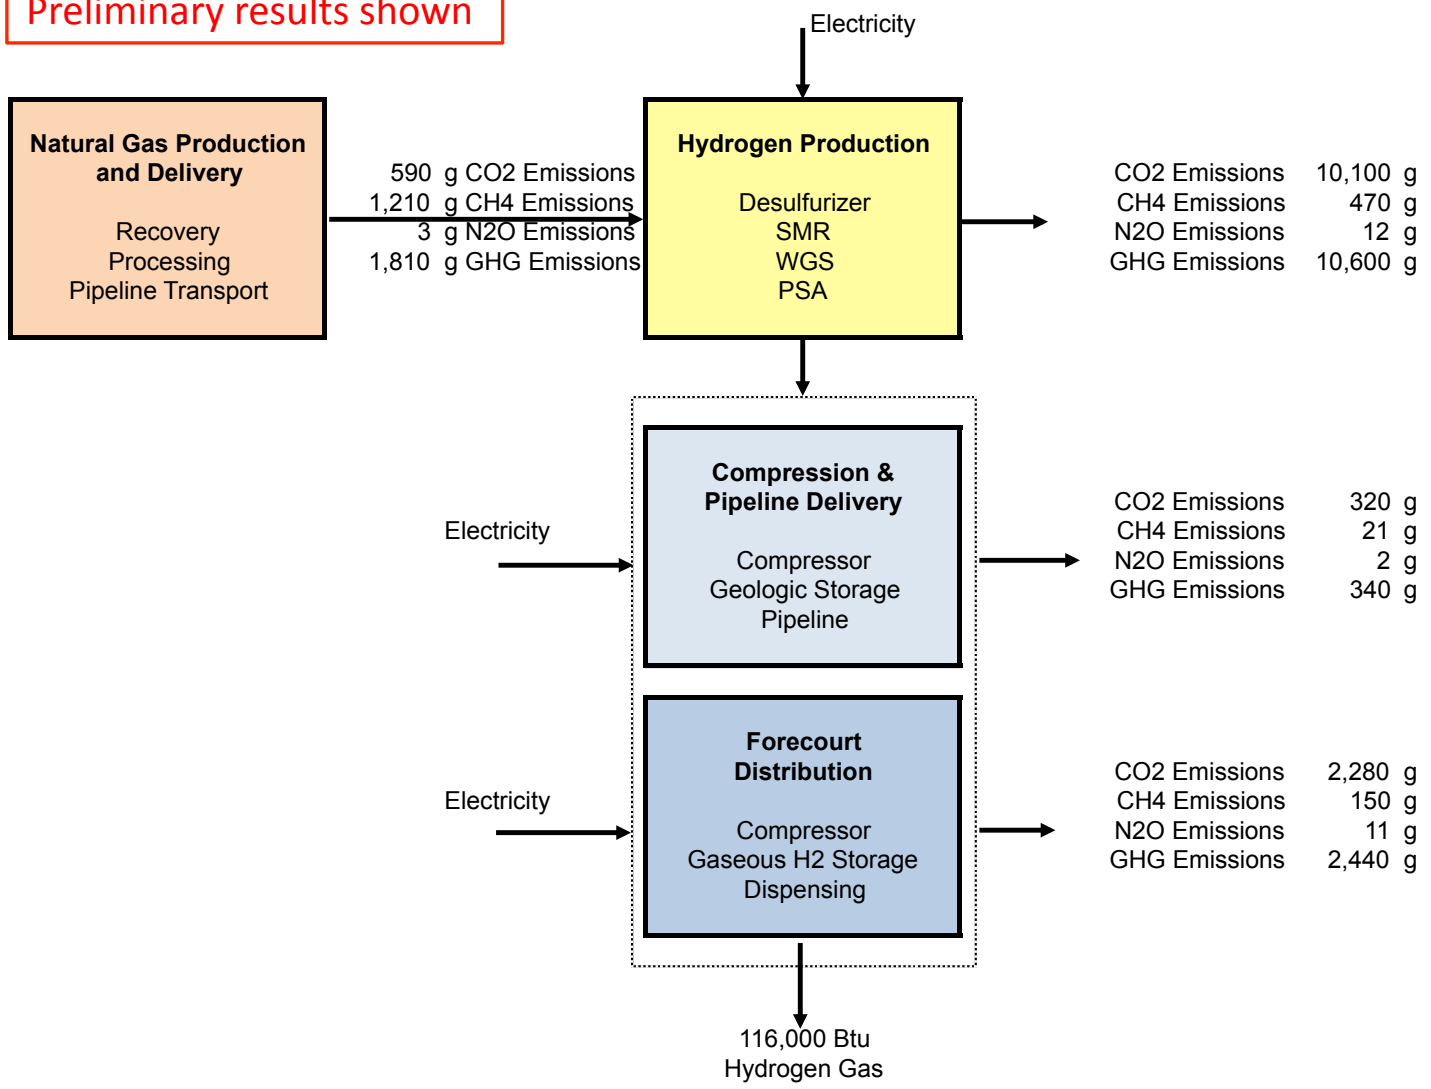 Preliminary results shown
Electricity
Natural Gas Production
and Delivery
Recovery
Processing
Pipeline Transport
590 g CO2 Emissions
1,210 g CH4 Emissions
3 g N2O Emissions
1,810 g GHG Emissions
Hydrogen Production
Desulfurizer
SMR
WGS
PSA
CO2 Emissions 10,100 g
CH4 Emissions 470 g
N2O Emissions 12 g
GHG Emissions 10,600 g
Electricity
Compression &
Pipeline Delivery
Compressor
Geologic Storage
Pipeline
CO2 Emissions 320 g
CH4 Emissions 21 g
N2O Emissions 2 g
GHG Emissions 340 g
Electricity
Forecourt
Distribution
Compressor
Gaseous H2 Storage
Dispensing
CO2 Emissions 2,280 g
CH4 Emissions 150 g
N2O Emissions 11 g
GHG Emissions 2,440 g
116,000 Btu
Hydrogen Gas